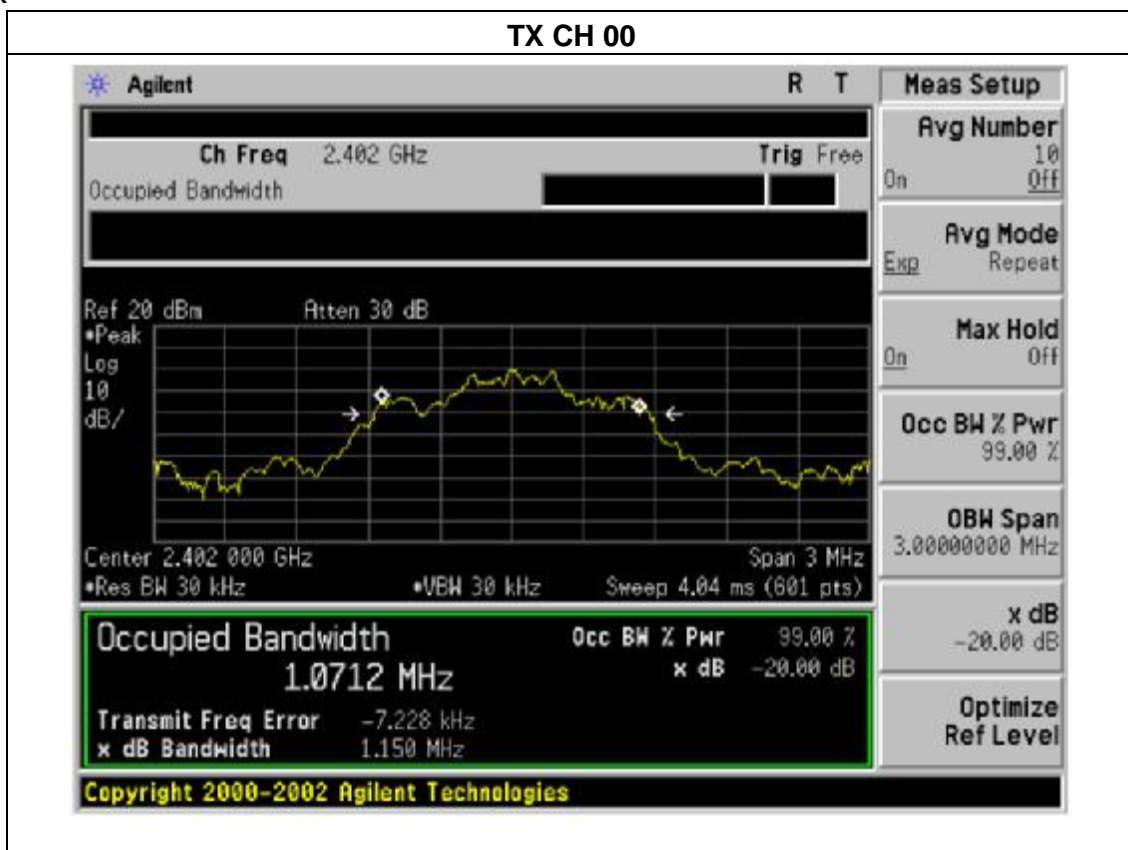 TX CH 00
Agilent R T
Ch Freq 2.402 GHz Trig Free
Occupied Bandwidth
Ref 20 dBm Atten 30 dB
•Peak
Log
10
dB/
Center 2.402 000 GHz Span 3 MHz
•Res BW 30 kHz •VBW 30 kHz Sweep 4.04 ms (601 pts)
Occupied Bandwidth Occ BW % Pwr 99.00 %
1.0712 MHz x dB -20.00 dB
Transmit Freq Error -7.228 kHz
x dB Bandwidth 1.150 MHz
Copyright 2000-2002 Agilent Technologies
Meas Setup
Avg Number
10
On Off
Avg Mode
Exp Repeat
Max Hold
On Off
Occ BW % Pwr
99.00 %
OBW Span
3.00000000 MHz
x dB
-20.00 dB
Optimize
Ref Level